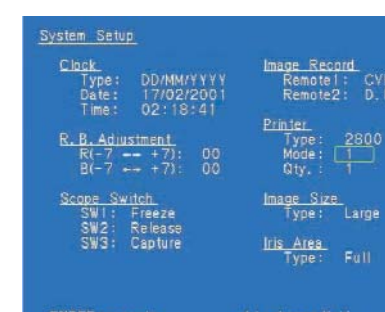 System Setup
Clock
Type: DD/MM/YYYY
Date: 17/02/2001
Time: 02:18:41
R. B. Adjustment
R(-7 ↔ +7): 00
B(-7 ↔ +7): 00
Scope Switch
SW1: Freeze
SW2: Release
SW3: Capture
Image Record
Remote1: CV
Remote2: D.
Printer
Type: 2800
Mode: 1
Qty.: 1
Image Size
Type: Large
Iris Area
Type: Full